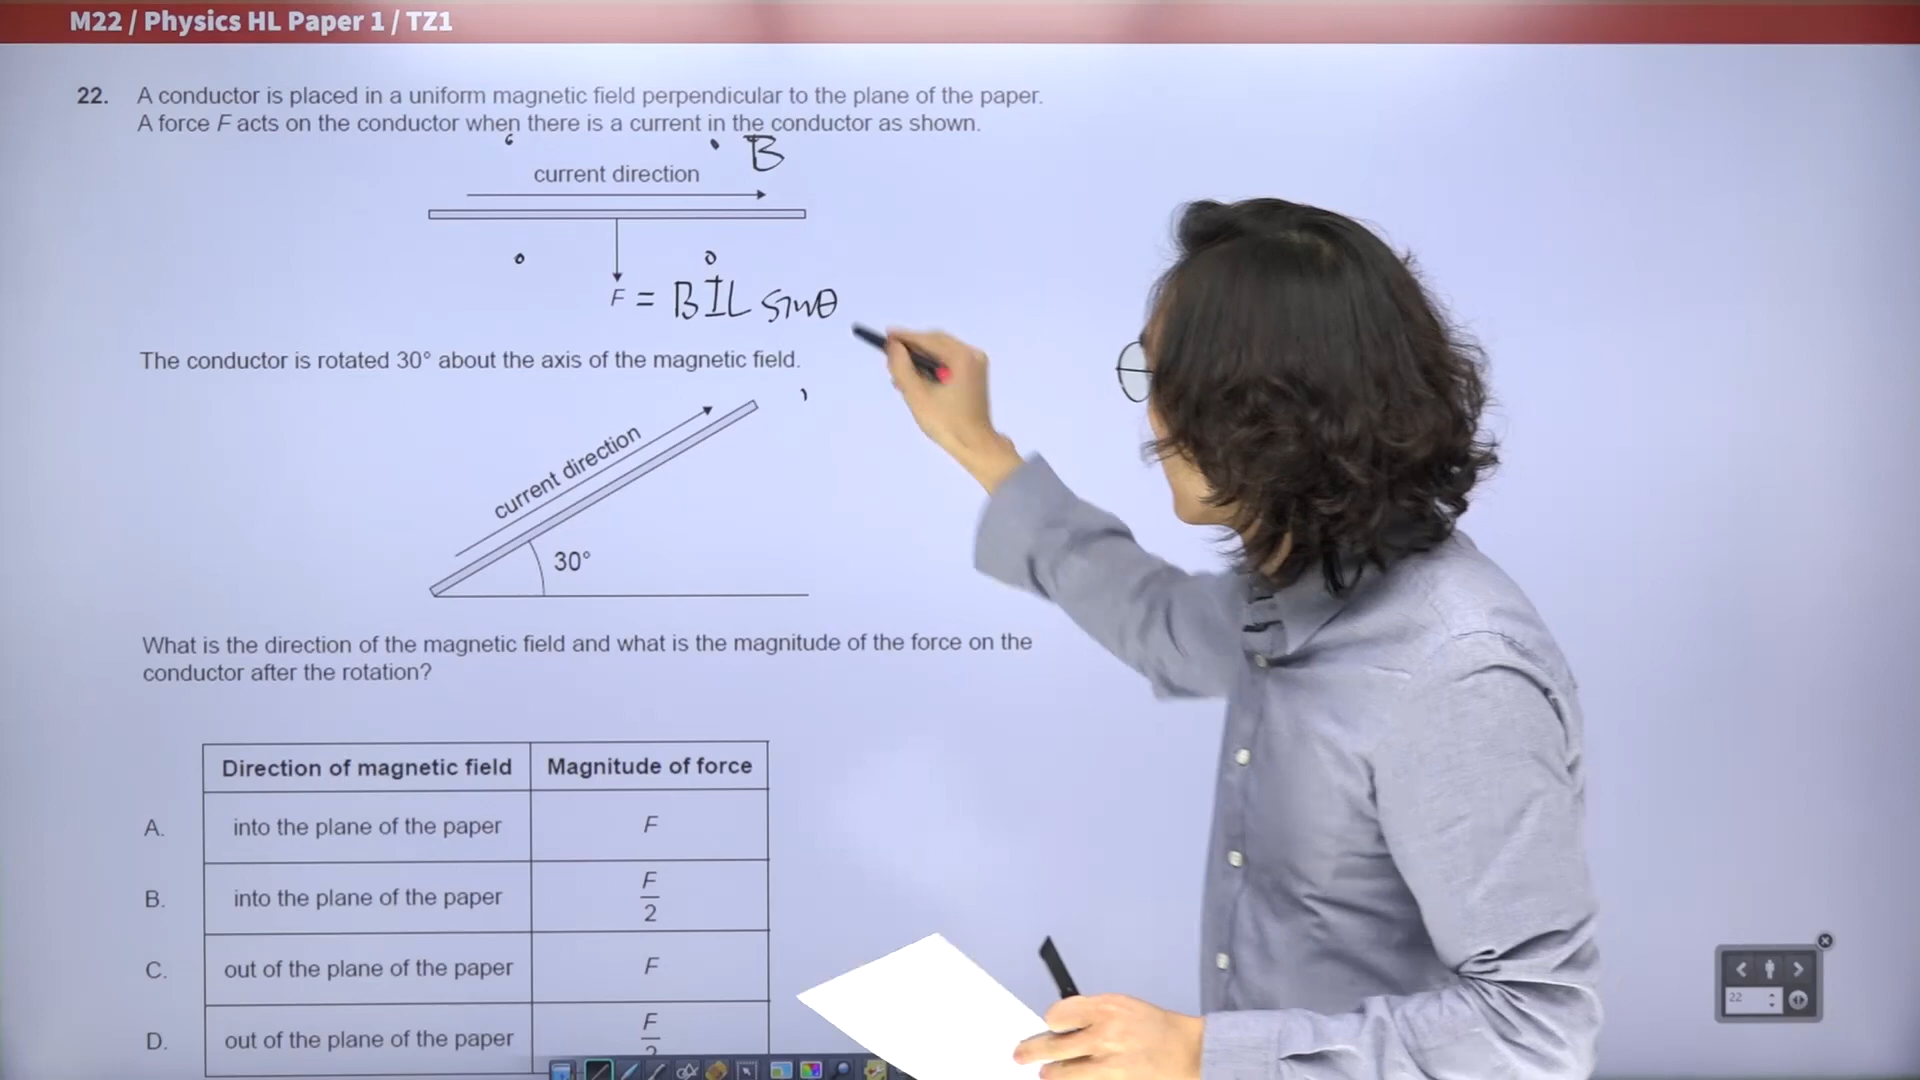 M22 / Physics HL Paper 1 / TZ1
22. A conductor is placed in a uniform magnetic field perpendicular to the plane of the paper.
A force F acts on the conductor when there is a current in the conductor as shown.
B
current direction
F = BIL sinθ
The conductor is rotated 30° about the axis of the magnetic field.
current direction
30°
What is the direction of the magnetic field and what is the magnitude of the force on the
conductor after the rotation?
Direction of magnetic field Magnitude of force
A. into the plane of the paper F
B. into the plane of the paper F/2
C. out of the plane of the paper F
D. out of the plane of the paper F/2
22